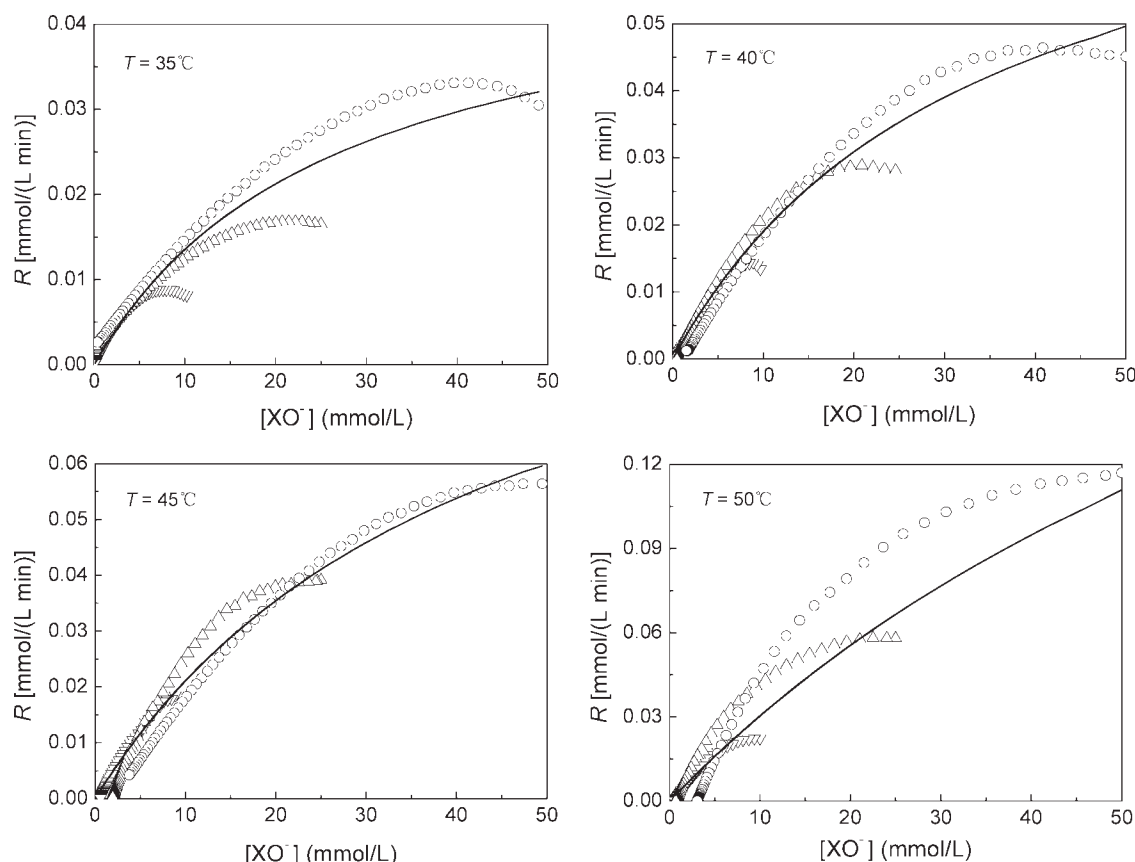 0.04
0.03
0.02
0.01
0.00
R [mmol/(L min)]
T = 35℃
0 10 20 30 40 50
[XO⁻] (mmol/L)
0.05
0.04
0.03
0.02
0.01
0.00
R [mmol/(L min)]
T = 40℃
0 10 20 30 40 50
[XO⁻] (mmol/L)
0.06
0.05
0.04
0.03
0.02
0.01
0.00
R [mmol/(L min)]
T = 45℃
0 10 20 30 40 50
[XO⁻] (mmol/L)
0.12
0.09
0.06
0.03
0.00
R [mmol/(L min)]
T = 50℃
0 10 20 30 40 50
[XO⁻] (mmol/L)